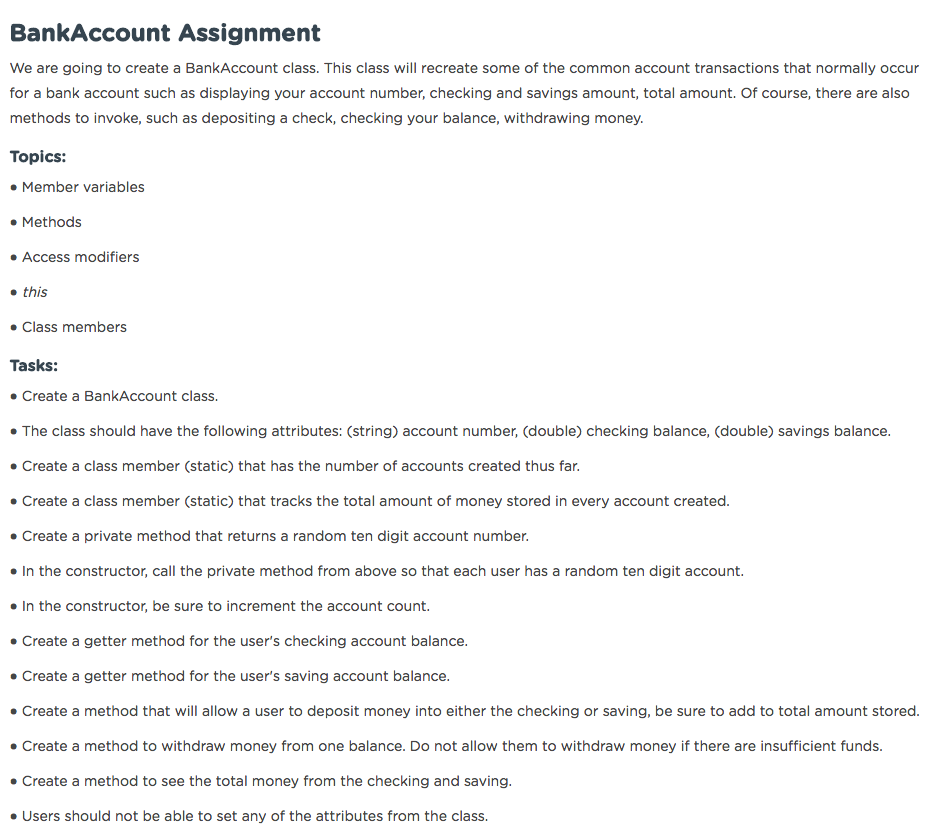 BankAccount Assignment
We are going to create a BankAccount class. This class will recreate some of the common account transactions that normally occur
for a bank account such as displaying your account number, checking and savings amount, total amount. Of course, there are also
methods to invoke, such as depositing a check, checking your balance, withdrawing money.
Topics:
• Member variables
• Methods
• Access modifiers
• this
• Class members
Tasks:
• Create a BankAccount class.
• The class should have the following attributes: (string) account number, (double) checking balance, (double) savings balance.
• Create a class member (static) that has the number of accounts created thus far.
• Create a class member (static) that tracks the total amount of money stored in every account created.
• Create a private method that returns a random ten digit account number.
• In the constructor, call the private method from above so that each user has a random ten digit account.
• In the constructor, be sure to increment the account count.
• Create a getter method for the user's checking account balance.
• Create a getter method for the user's saving account balance.
• Create a method that will allow a user to deposit money into either the checking or saving, be sure to add to total amount stored.
• Create a method to withdraw money from one balance. Do not allow them to withdraw money if there are insufficient funds.
• Create a method to see the total money from the checking and saving.
• Users should not be able to set any of the attributes from the class.